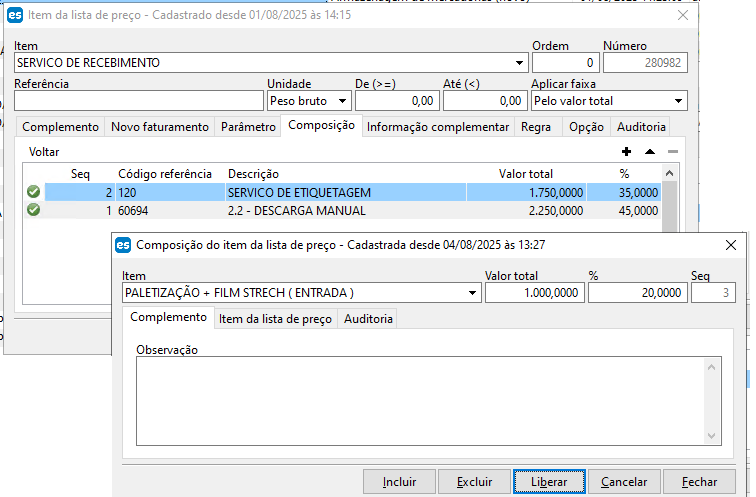 es Item da lista de preço - Cadastrado desde 01/08/2025 às 14:15
Item Ordem Número
SERVICO DE RECEBIMENTO 0 280982
Referência Unidade De (>=) Até (<) Aplicar faixa
Peso bruto 0,00 0,00 Pelo valor total
Complemento Novo faturamento Parâmetro Composição Informação complementar Regra Opção Auditoria
Voltar
Seq Código referência Descrição Valor total %
2 120 SERVICO DE ETIQUETAGEM 1.750,0000 35,0000
1 60694 2.2 - DESCARGA MANUAL 2.250,0000 45,0000
es Composição do item da lista de preço - Cadastrada desde 04/08/2025 às 13:27
Item Valor total % Seq
PALETIZAÇÃO + FILM STRECH ( ENTRADA ) 1.000,0000 20,0000 3
Complemento Item da lista de preço Auditoria
Observação
Incluir Excluir Liberar Cancelar Fechar